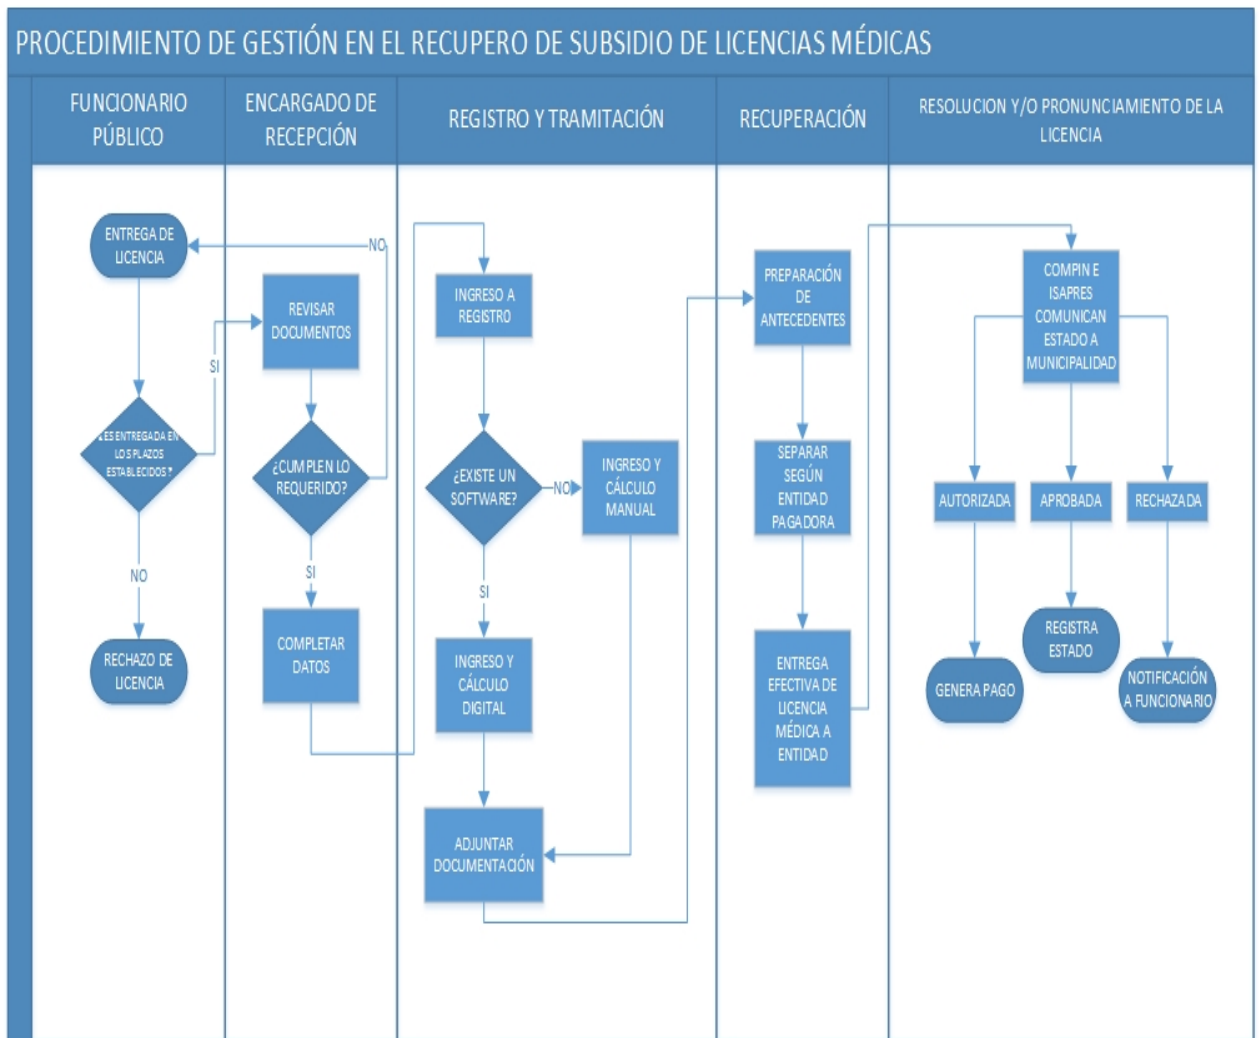 PROCEDIMIENTO DE GESTIÓN EN EL RECUPERO DE SUBSIDIO DE LICENCIAS MÉDICAS
FUNCIONARIO
PÚBLICO
ENCARGADO DE
RECEPCIÓN
REGISTRO Y TRAMITACIÓN
RECUPERACIÓN
RESOLUCION Y/O PRONUNCIAMIENTO DE LA
LICENCIA
ENTREGA DE
LICENCIA
¿ES ENTREGADA EN
LOS PLAZOS
ESTABLECIDOS?
SI
NO
RECHAZO DE
LICENCIA
REVISAR
DOCUMENTOS
¿CUMPLEN LO
REQUERIDO?
NO
SI
COMPLETAR
DATOS
INGRESO A
REGISTRO
¿EXISTE UN
SOFTWARE?
NO
INGRESO Y
CÁLCULO
MANUAL
SI
INGRESO Y
CÁLCULO
DIGITAL
ADJUNTAR
DOCUMENTACIÓN
PREPARACIÓN
DE
ANTECEDENTES
SEPARAR
SEGÚN
ENTIDAD
PAGADORA
ENTREGA
EFECTIVA DE
LICENCIA
MÉDICA A
ENTIDAD
COMPIN E
ISAPRES
COMUNICAN
ESTADO A
MUNICIPALIDAD
AUTORIZADA
APROBADA
RECHAZADA
GENERA PAGO
REGISTRA
ESTADO
NOTIFICACIÓN
A FUNCIONARIO